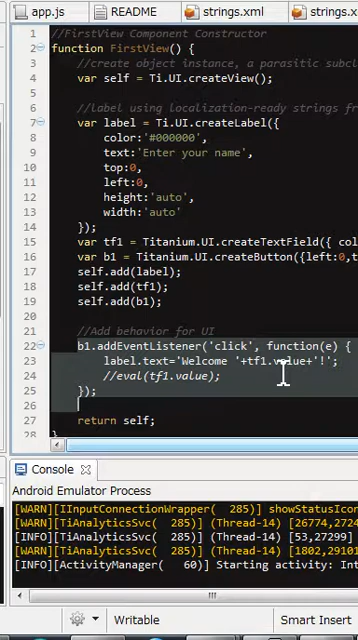 app.js README strings.xml strings.x
1 //FirstView Component Constructor
2 function FirstView() {
3 //create object instance, a parasitic subcl
4 var self = Ti.UI.createView();
5
6 //label using localization-ready strings fr
7 var label = Ti.UI.createLabel({
8 color:'#000000',
9 text:'Enter your name',
10 top:0,
11 left:0,
12 height:'auto',
13 width:'auto'
14 });
15 var tf1 = Titanium.UI.createTextField({ col
16 var b1 = Titanium.UI.createButton({left:0,t
17 self.add(label);
18 self.add(tf1);
19 self.add(b1);
20
21 //Add behavior for UI
22 b1.addEventListener('click', function(e) {
23 label.text='Welcome '+tf1.value+'!';
24 //eval(tf1.value);
25 });
26
27 return self;
Console
Android Emulator Process
[WARN][IInputConnectionWrapper( 285)] showStatusIcon
[WARN][TiAnalyticsSvc( 285)] (Thread-14) [26774,2724
[INFO][TiAnalyticsSvc( 285)] (Thread-14) [53,27299]
[WARN][TiAnalyticsSvc( 285)] (Thread-14) [1802,29101
[INFO][ActivityManager( 60)] Starting activity: Int
Writable Smart Insert